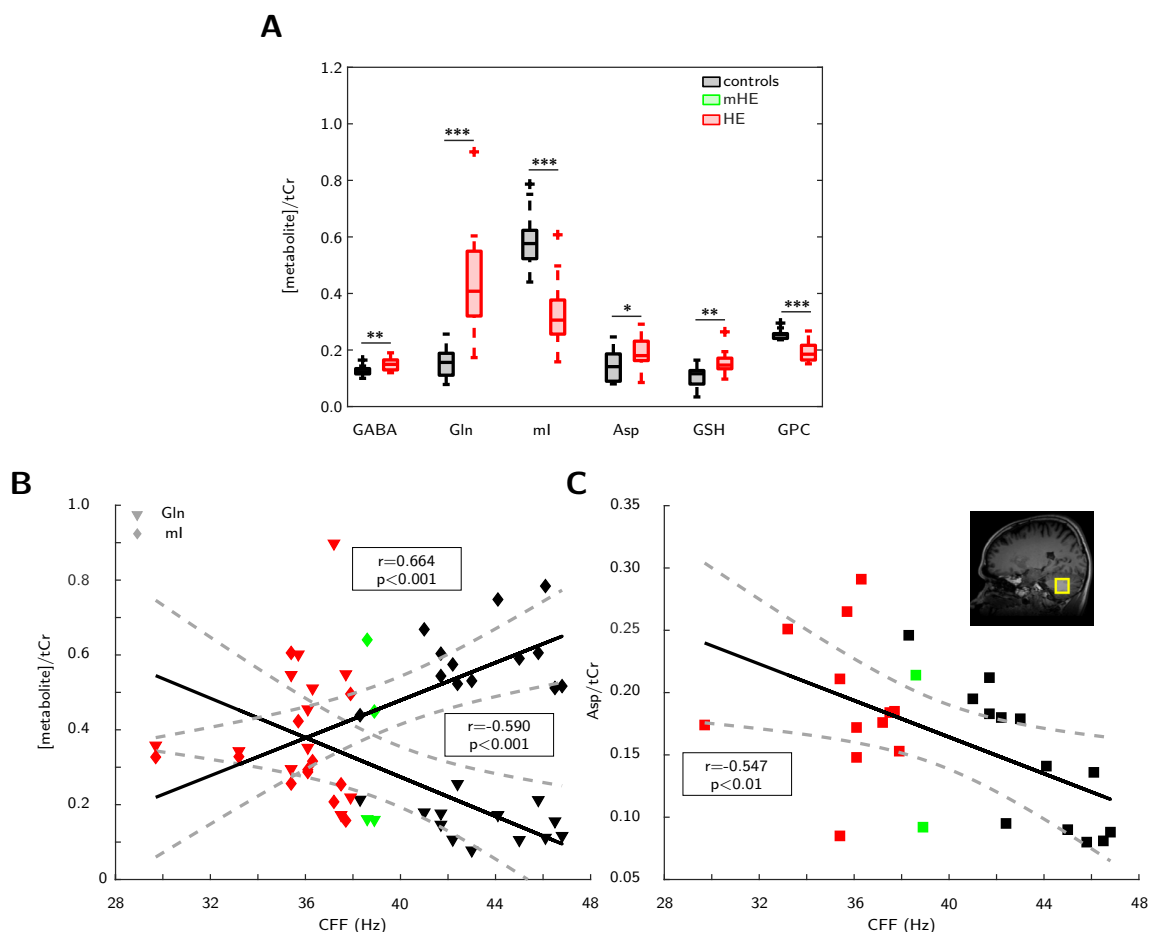 A
1.2
1.0
0.8
0.6
0.4
0.2
0.0
[metabolite]/tCr
controls
mHE
HE
**
***
***
*
**
***
GABA Gln mI Asp GSH GPC
B
1.0
0.8
0.6
0.4
0.2
0
[metabolite]/tCr
Gln
mI
r=0.664
p<0.001
r=-0.590
p<0.001
28 32 36 40 44 48
CFF (Hz)
C
0.35
0.30
0.25
0.20
0.15
0.10
0.05
Asp/tCr
r=-0.547
p<0.01
28 32 36 40 44 48
CFF (Hz)